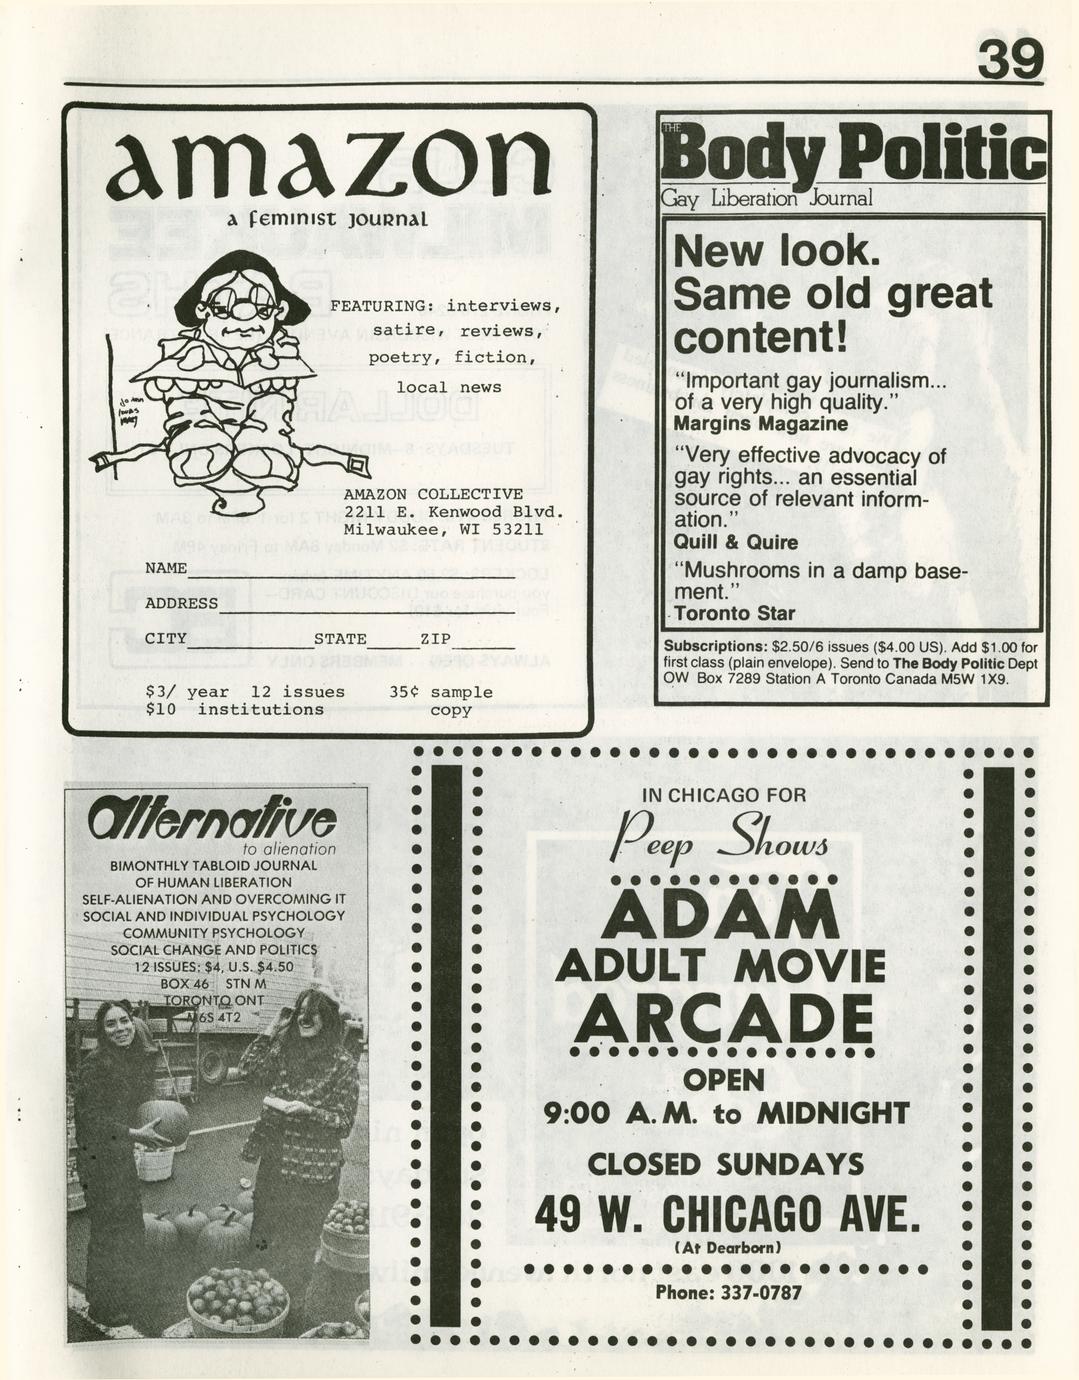 39
amazon
a feminist journal
FEATURING: interviews,
satire, reviews,
poetry, fiction,
local news
AMAZON COLLECTIVE
2211 E. Kenwood Blvd.
Milwaukee, WI 53211
NAME
ADDRESS
CITY STATE ZIP
$3/ year 12 issues 35¢ sample
$10 institutions copy
THE
Body Politic
Gay Liberation Journal
New look.
Same old great
content!
“Important gay journalism...
of a very high quality.”
Margins Magazine
“Very effective advocacy of
gay rights... an essential
source of relevant inform-
ation.”
Quill & Quire
“Mushrooms in a damp base-
ment.”
Toronto Star
Subscriptions: $2.50/6 issues ($4.00 US). Add $1.00 for
first class (plain envelope). Send to The Body Politic Dept
OW Box 7289 Station A Toronto Canada M5W 1X9.
alternative
to alienation
BIMONTHLY TABLOID JOURNAL
OF HUMAN LIBERATION
SELF-ALIENATION AND OVERCOMING IT
SOCIAL AND INDIVIDUAL PSYCHOLOGY
COMMUNITY PSYCHOLOGY
SOCIAL CHANGE AND POLITICS
12 ISSUES: $4, U.S. $4.50
BOX 46 STN M
TORONTO ONT
M6S 4T2
IN CHICAGO FOR
Peep Shows
ADAM
ADULT MOVIE
ARCADE
OPEN
9:00 A.M. to MIDNIGHT
CLOSED SUNDAYS
49 W. CHICAGO AVE.
(At Dearborn)
Phone: 337-0787